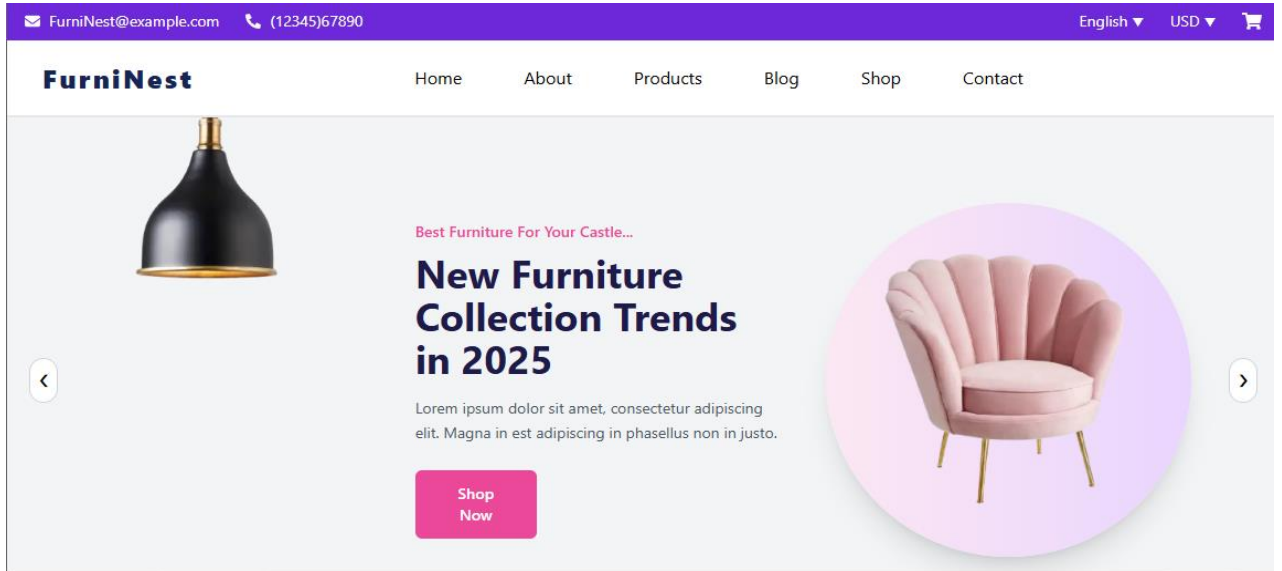 FurniNest@example.com (12345)67890 English ▼ USD ▼
FurniNest Home About Products Blog Shop Contact
Best Furniture For Your Castle...
New Furniture
Collection Trends
in 2025
Lorem ipsum dolor sit amet, consectetur adipiscing
elit. Magna in est adipiscing in phasellus non in justo.
Shop
Now